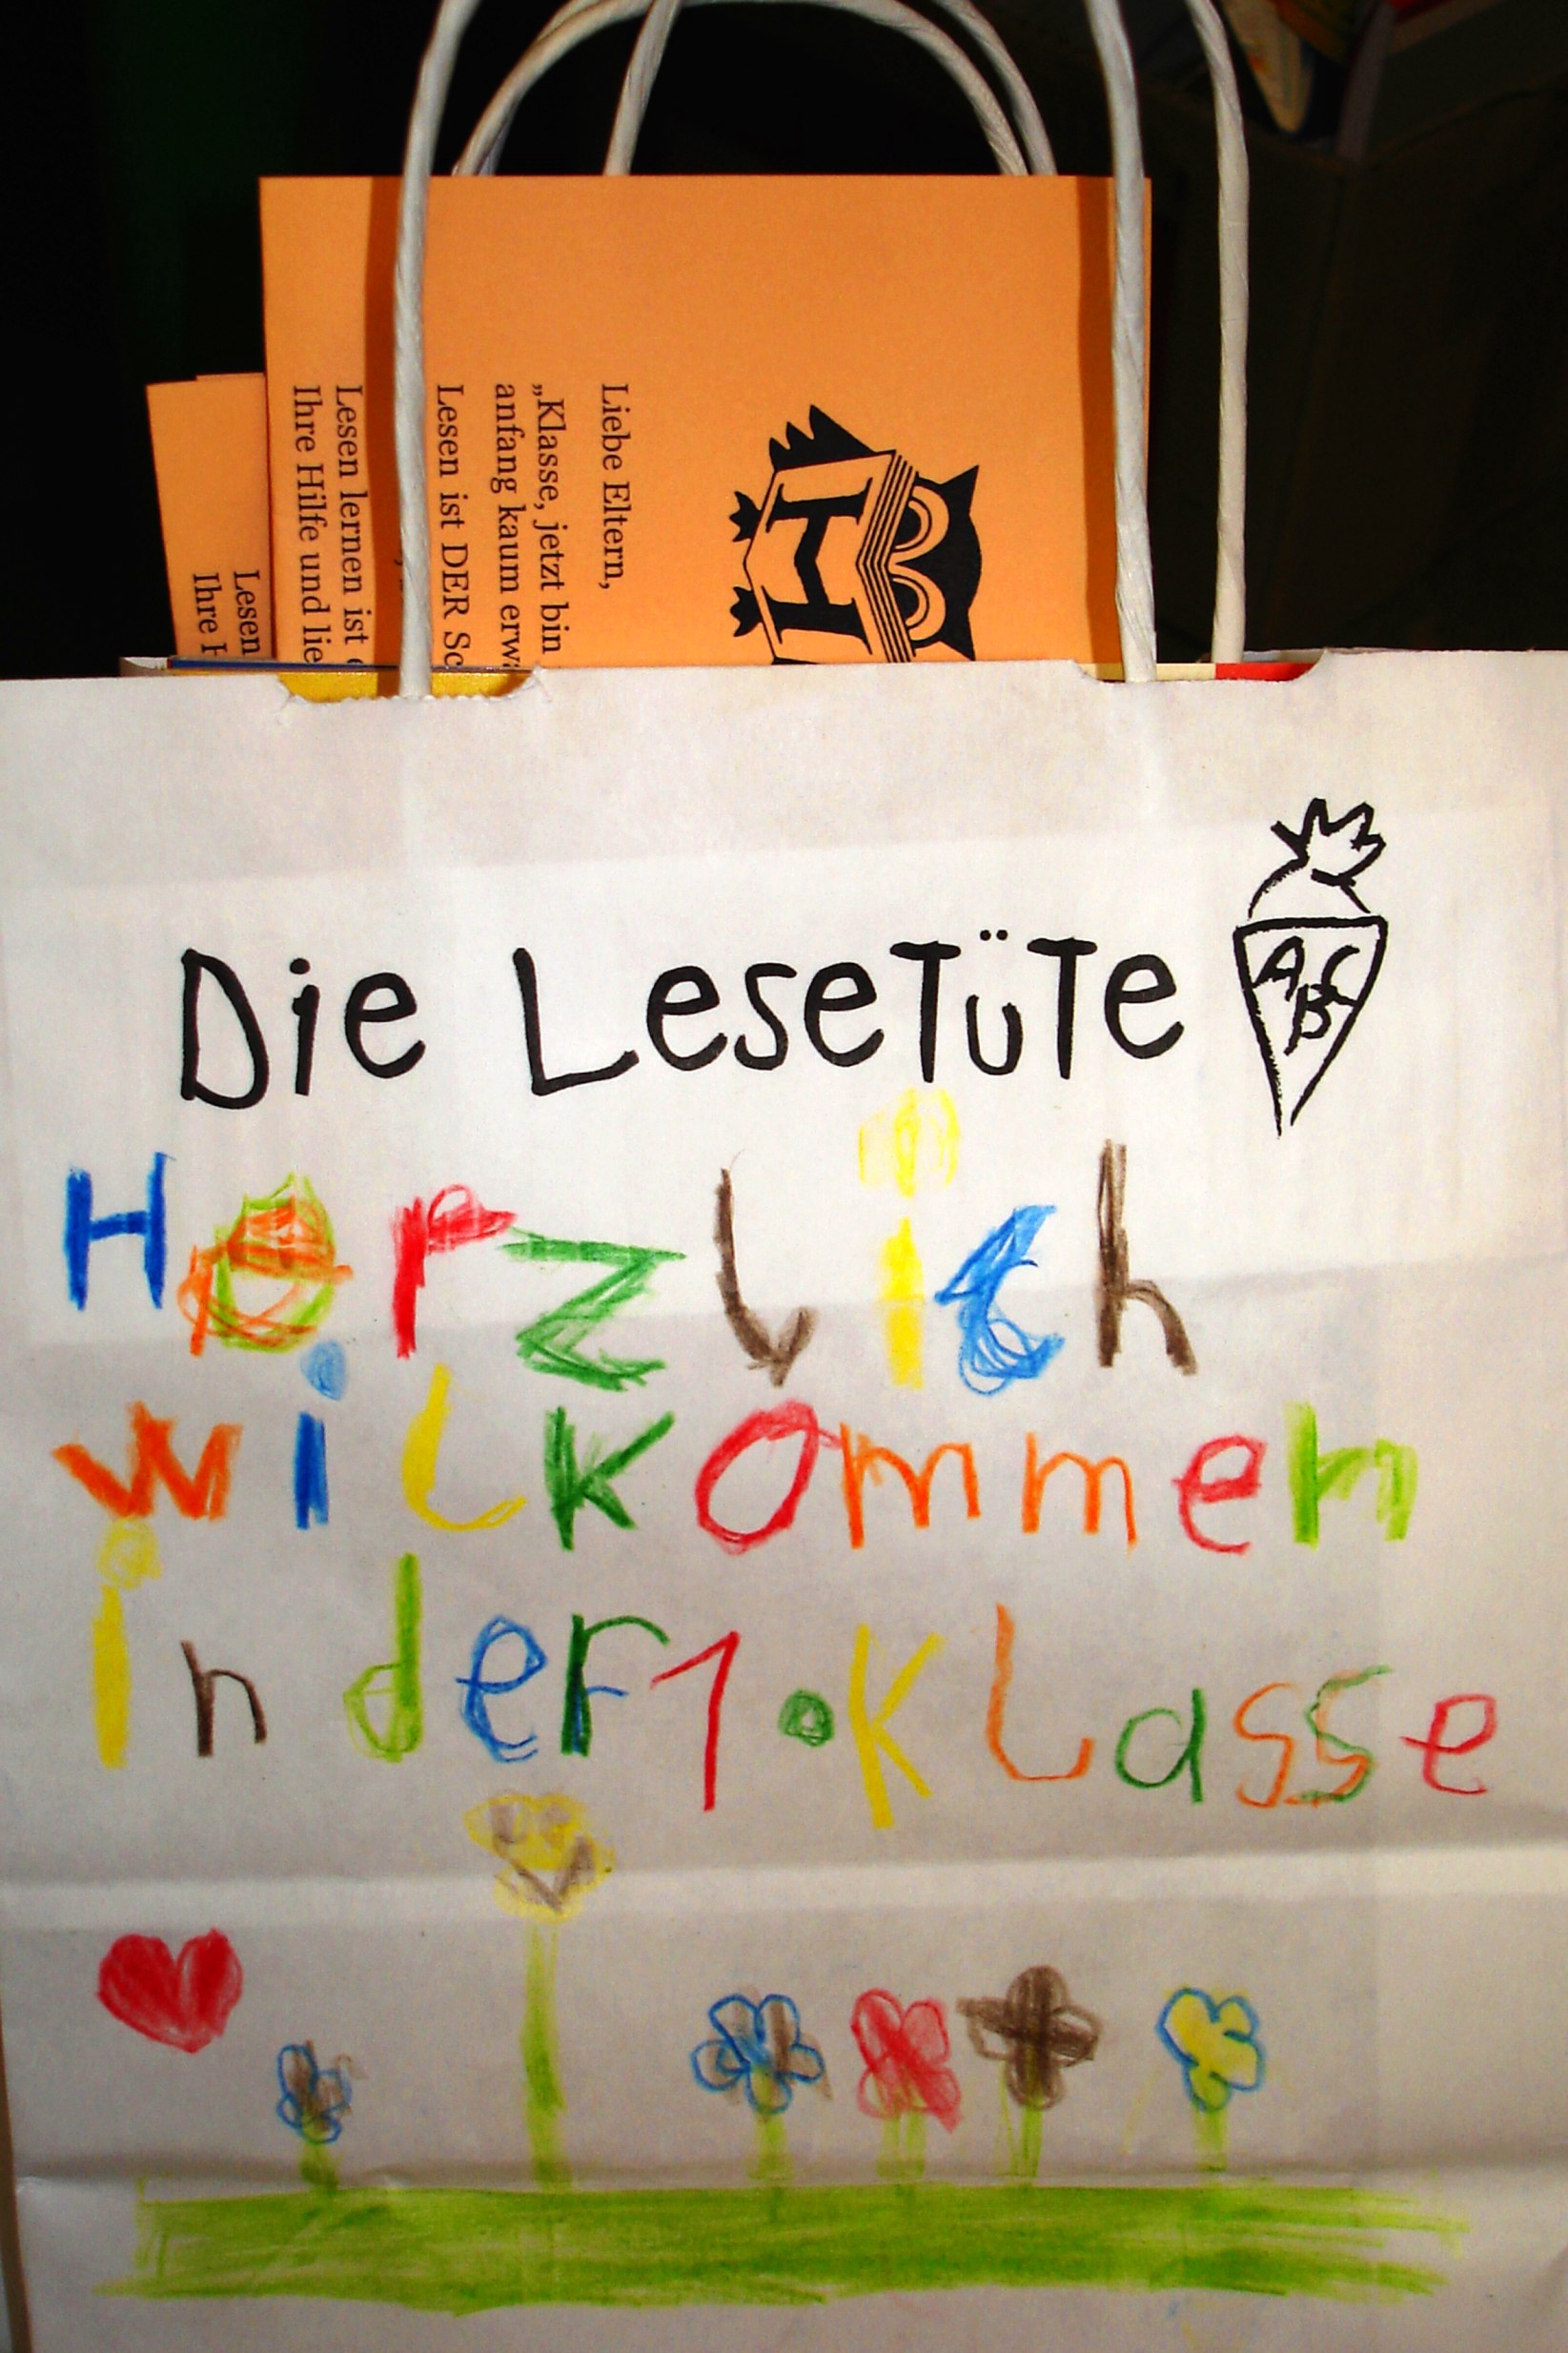 Liebe Eltern,
„Klasse, jetzt bin
anfang kaum erwa
Lesen ist DER Sc
Lesen lernen ist
Ihre Hilfe und lie
Lesen
Ihre H
H
Die Lesetüte
ABC
Herzlich
wilkommen
in der 1. Klasse